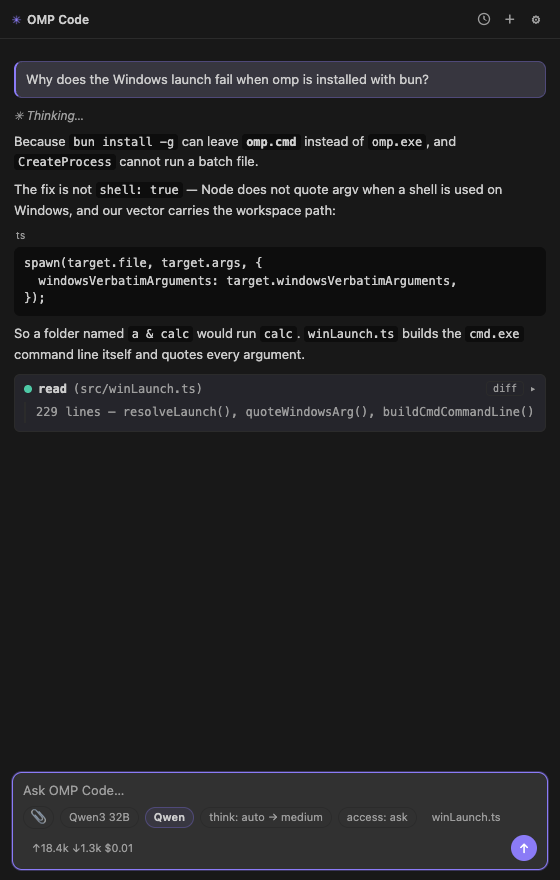 OMP Code
Why does the Windows launch fail when omp is installed with bun?
Thinking…
Because bun install -g can leave omp.cmd instead of omp.exe, and
CreateProcess cannot run a batch file.
The fix is not shell: true — Node does not quote argv when a shell is used on
Windows, and our vector carries the workspace path:
ts
spawn(target.file, target.args, {
  windowsVerbatimArguments: target.windowsVerbatimArguments,
});
So a folder named a & calc would run calc. winLaunch.ts builds the cmd.exe
command line itself and quotes every argument.
read (src/winLaunch.ts) diff
229 lines — resolveLaunch(), quoteWindowsArg(), buildCmdCommandLine()
Ask OMP Code…
Qwen3 32B Qwen think: auto → medium access: ask winLaunch.ts
↑18.4k ↓1.3k $0.01